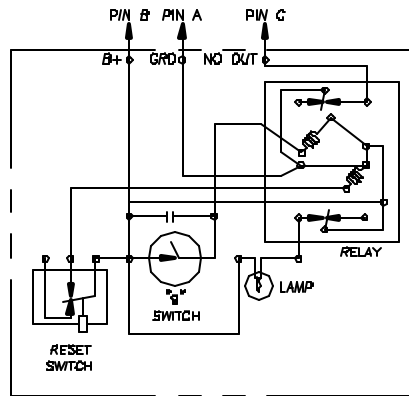 PIN B PIN A PIN C
B+ GRD NO OUT
RELAY
LAMP
"g"
SWITCH
RESET
SWITCH